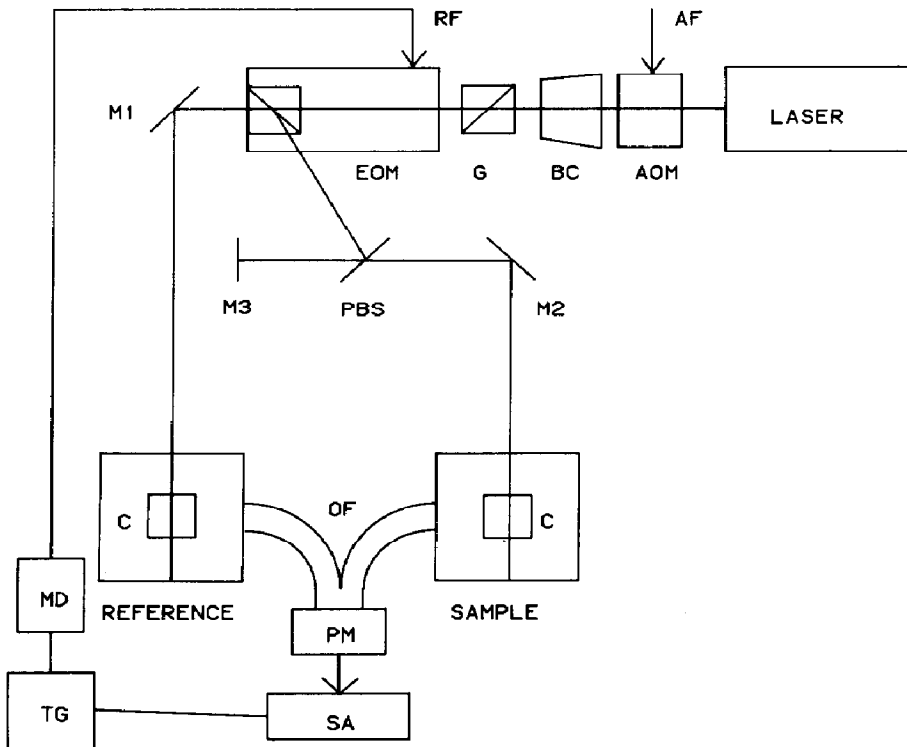 RF
AF
M1
LASER
EOM
G
BC
AOM
M3
PBS
M2
OF
C
C
MD
REFERENCE
SAMPLE
PM
TG
SA